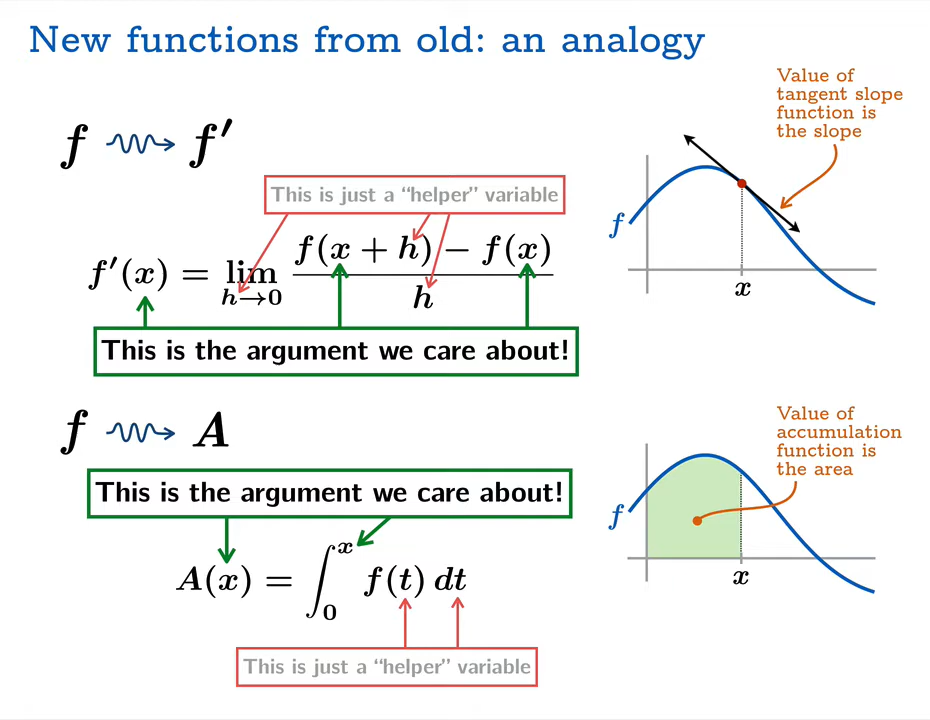 New functions from old: an analogy
Value of
tangent slope
function is
the slope
f ⟿ f′
This is just a “helper” variable
f
f′(x) = lim h→0 f(x + h) − f(x) / h
x
This is the argument we care about!
f ⟿ A
Value of
accumulation
function is
the area
This is the argument we care about!
f
A(x) = ∫₀ˣ f(t) dt
x
This is just a “helper” variable